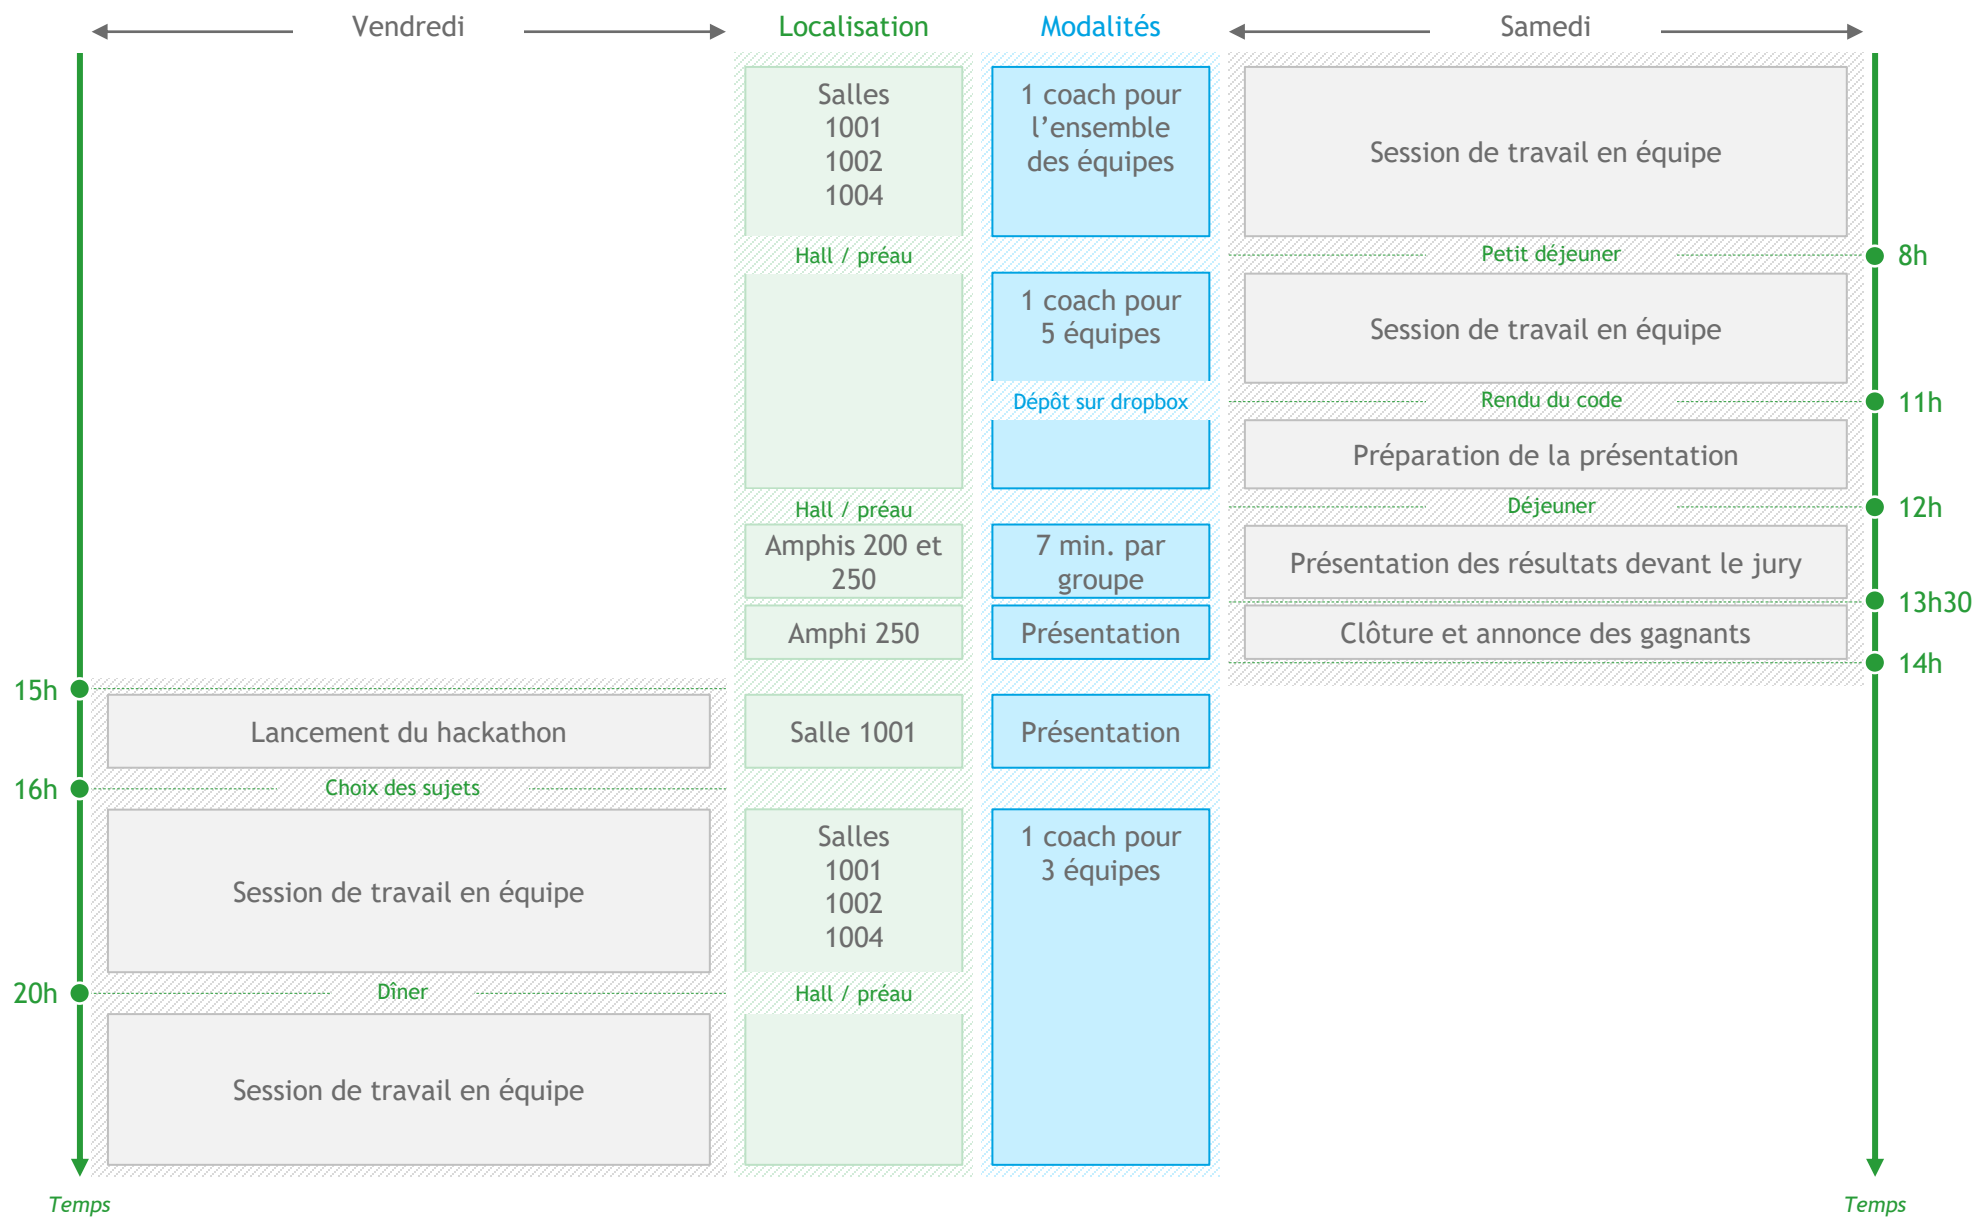 Vendredi
Localisation
Modalités
Samedi
Salles
1001
1002
1004
1 coach pour
l’ensemble
des équipes
Session de travail en équipe
Hall / préau
Petit déjeuner
8h
1 coach pour
5 équipes
Session de travail en équipe
Dépôt sur dropbox
Rendu du code
11h
Préparation de la présentation
Hall / préau
Déjeuner
12h
Amphis 200 et
250
7 min. par
groupe
Présentation des résultats devant le jury
13h30
Amphi 250
Présentation
Clôture et annonce des gagnants
14h
15h
Lancement du hackathon
Salle 1001
Présentation
16h
Choix des sujets
Session de travail en équipe
Salles
1001
1002
1004
1 coach pour
3 équipes
20h
Dîner
Hall / préau
Session de travail en équipe
Temps
Temps